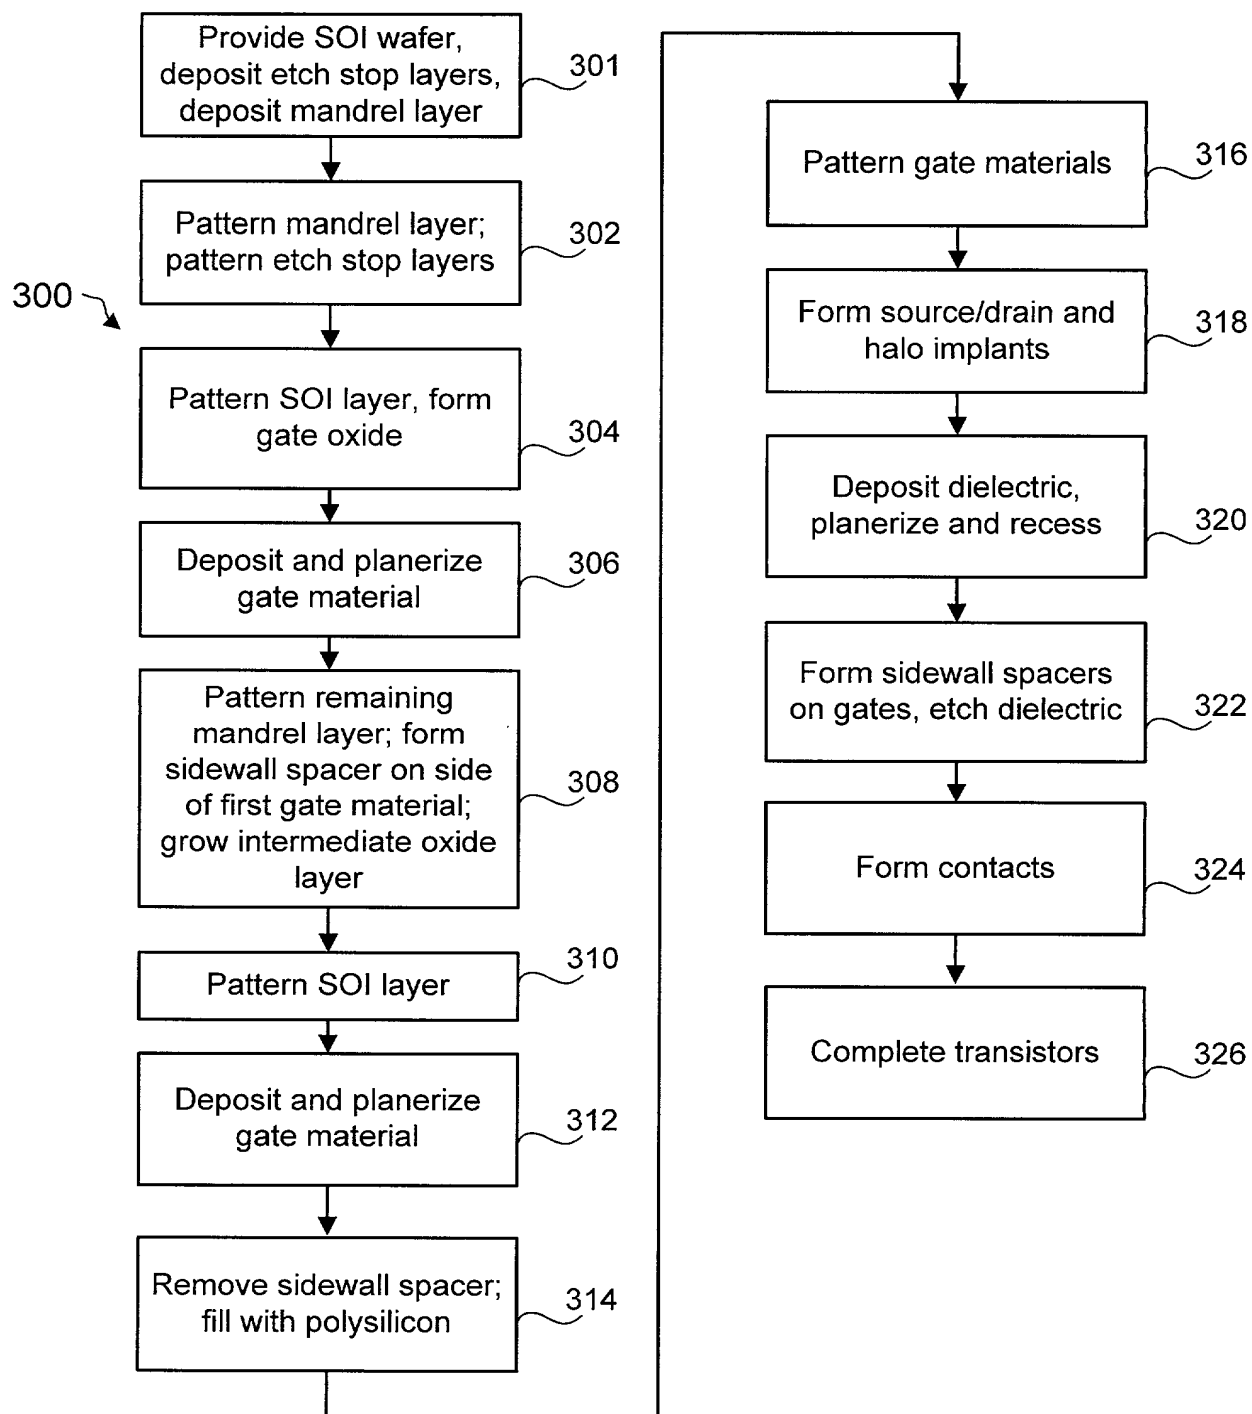 Provide SOI wafer,
deposit etch stop layers,
deposit mandrel layer
301
Pattern mandrel layer;
pattern etch stop layers
302
300
Pattern SOI layer, form
gate oxide
304
Deposit and planerize
gate material
306
Pattern remaining
mandrel layer; form
sidewall spacer on side
of first gate material;
grow intermediate oxide
layer
308
Pattern SOI layer
310
Deposit and planerize
gate material
312
Remove sidewall spacer;
fill with polysilicon
314
Pattern gate materials
316
Form source/drain and
halo implants
318
Deposit dielectric,
planerize and recess
320
Form sidewall spacers
on gates, etch dielectric
322
Form contacts
324
Complete transistors
326